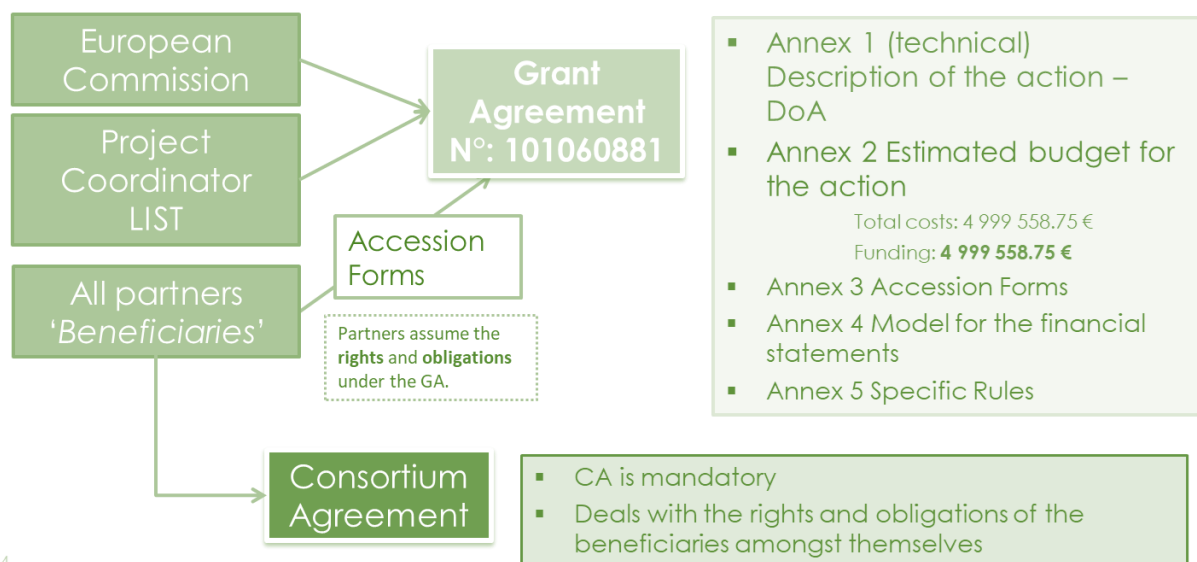 European
Commission
Project
Coordinator
LIST
All partners
‘Beneficiaries’
Grant
Agreement
N°: 101060881
Accession
Forms
Partners assume the
rights and obligations
under the GA.
Consortium
Agreement
▪ Annex 1 (technical)
Description of the action –
DoA
▪ Annex 2 Estimated budget for
the action
Total costs: 4 999 558.75 €
Funding: 4 999 558.75 €
▪ Annex 3 Accession Forms
▪ Annex 4 Model for the financial
statements
▪ Annex 5 Specific Rules
▪ CA is mandatory
▪ Deals with the rights and obligations of the
beneficiaries amongst themselves
4